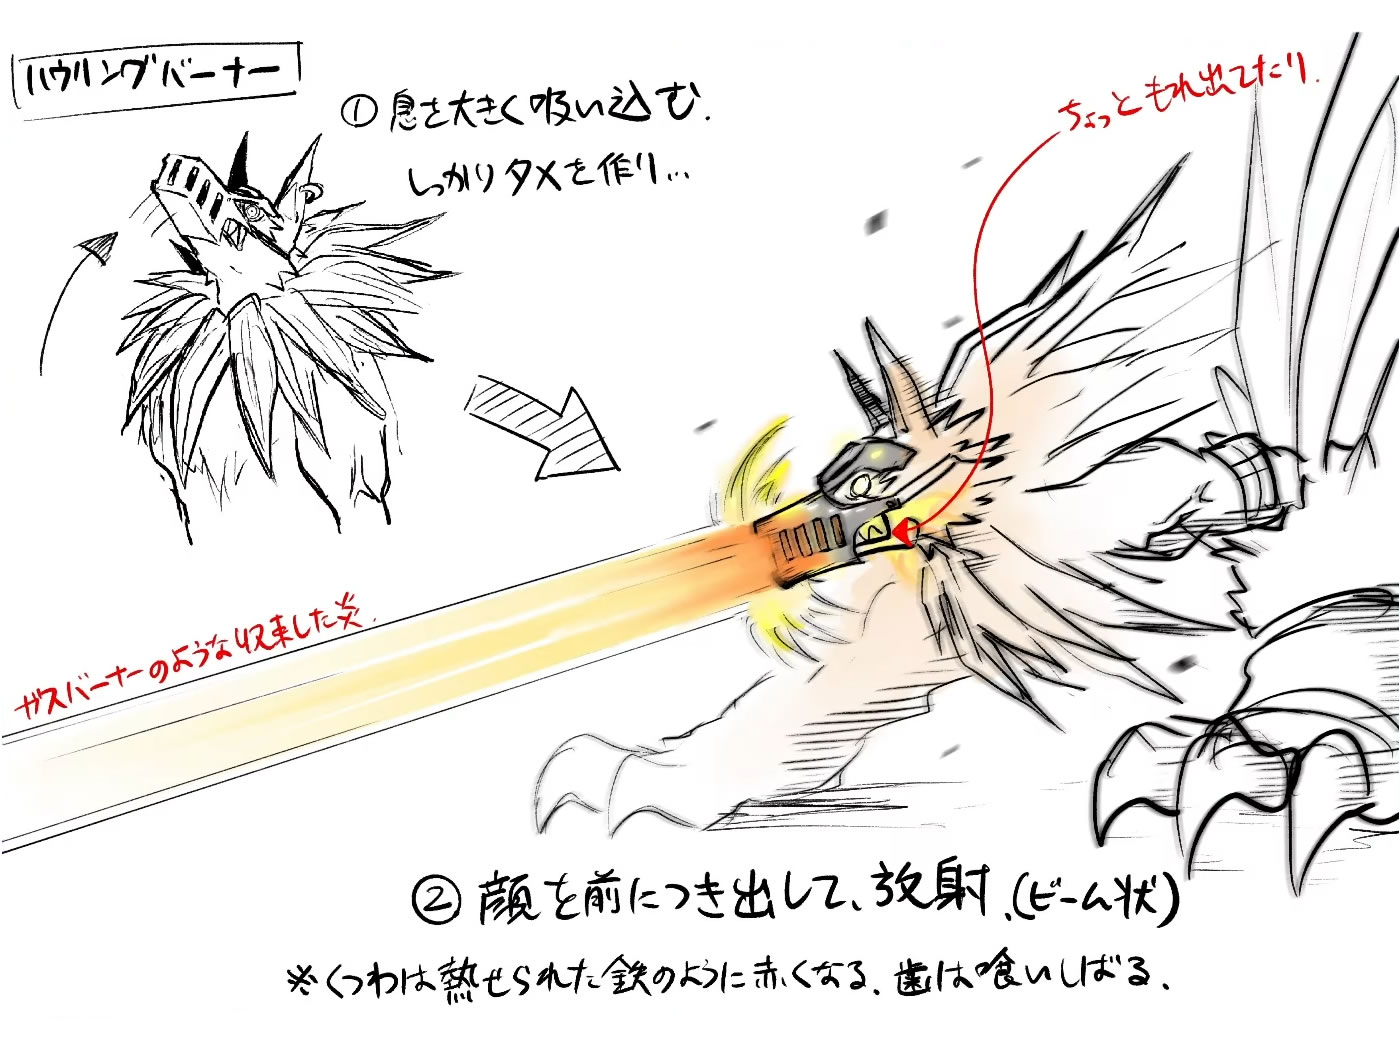 ハウリングバーナー
① 息を大きく吸い込む.
しっかりタメを作り…
ちょっともれ出てたり.
ガスバーナーのような収束した炎.
② 顔を前につき出して、放射.(ビーム状)
※くつわは熱せられた鉄のように赤くなる. 歯は喰いしばる.